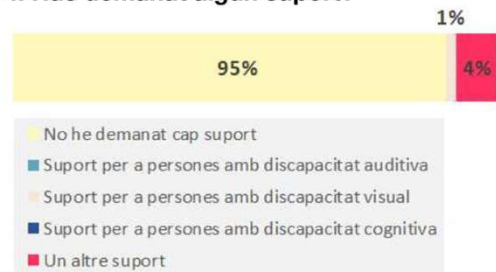 1%
95%
4%
No he demanat cap suport
Suport per a persones amb discapacitat auditiva
Suport per a persones amb discapacitat visual
Suport per a persones amb discapacitat cognitiva
Un altre suport